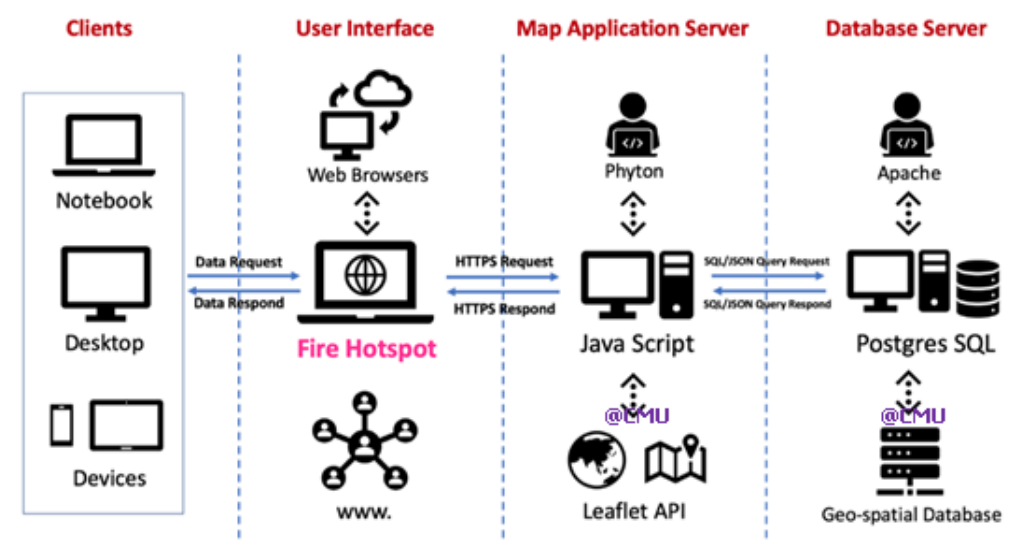 Clients
User Interface
Map Application Server
Database Server
Notebook
Desktop
Devices
Web Browsers
Data Request
Data Respond
Fire Hotspot
www.
HTTPS Request
HTTPS Respond
</>
Phyton
Java Script
@CMU
Leaflet API
SQL/JSON Query Request
SQL/JSON Query Respond
</>
Apache
Postgres SQL
@CMU
Geo-spatial Database